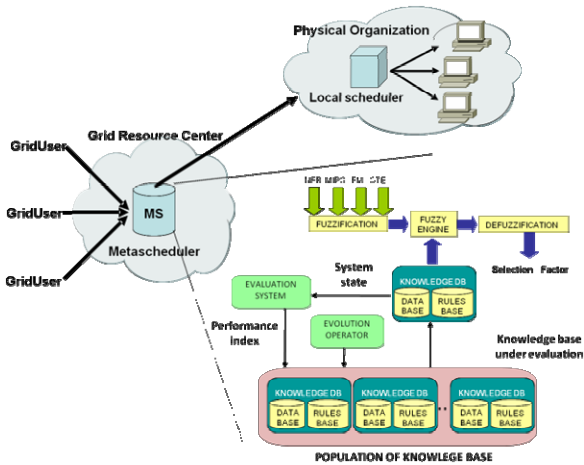 Physical Organization
Local scheduler
Grid Resource Center
GridUser
GridUser
GridUser
MS
Metascheduler
FUZZIFICATION
FUZZY
ENGINE
DEFUZZIFICATION
Selection Factor
System
state
KNOWLEDGE DB
DATA
BASE
RULES
BASE
EVALUATION
SYSTEM
Performance
index
EVOLUTION
OPERATOR
Knowledge base
under evaluation
KNOWLEDGE DB
DATA
BASE
RULES
BASE
KNOWLEDGE DB
DATA
BASE
RULES
BASE
..
KNOWLEDGE DB
DATA
BASE
RULES
BASE
POPULATION OF KNOWLEGE BASE